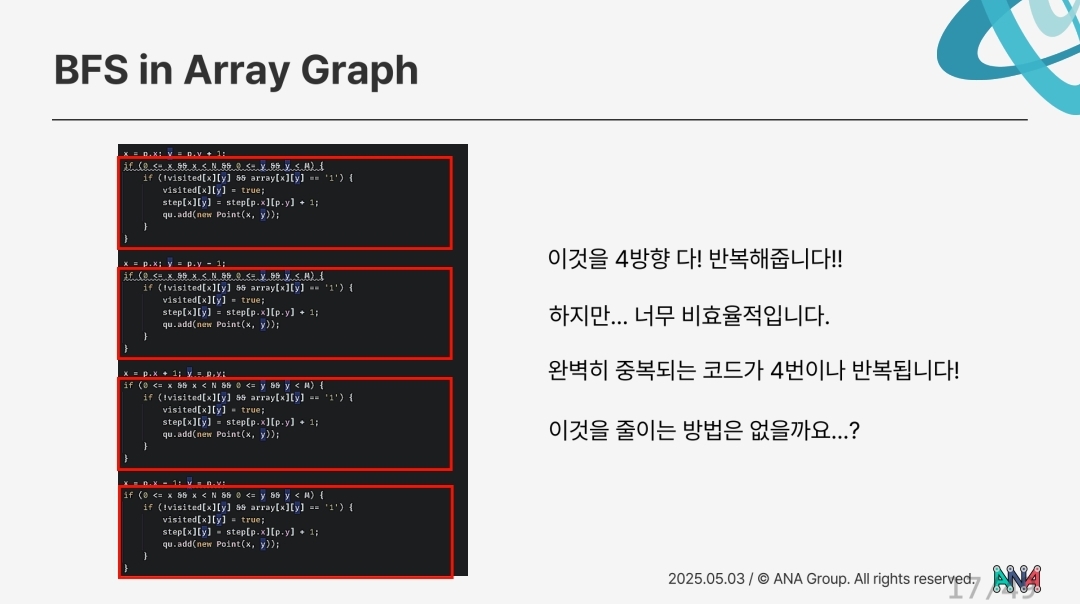 BFS in Array Graph
x = p.x; y = p.y + 1;
if (0 <= x && x < N && 0 <= y && y < M) {
if (!visited[x][y] && array[x][y] == '1') {
visited[x][y] = true;
step[x][y] = step[p.x][p.y] + 1;
qu.add(new Point(x, y));
}
}
x = p.x; y = p.y - 1;
if (0 <= x && x < N && 0 <= y && y < M) {
if (!visited[x][y] && array[x][y] == '1') {
visited[x][y] = true;
step[x][y] = step[p.x][p.y] + 1;
qu.add(new Point(x, y));
}
}
x = p.x + 1; y = p.y;
if (0 <= x && x < N && 0 <= y && y < M) {
if (!visited[x][y] && array[x][y] == '1') {
visited[x][y] = true;
step[x][y] = step[p.x][p.y] + 1;
qu.add(new Point(x, y));
}
}
x = p.x - 1; y = p.y;
if (0 <= x && x < N && 0 <= y && y < M) {
if (!visited[x][y] && array[x][y] == '1') {
visited[x][y] = true;
step[x][y] = step[p.x][p.y] + 1;
qu.add(new Point(x, y));
}
}
이것을 4방향 다! 반복해줍니다!!
하지만... 너무 비효율적입니다.
완벽히 중복되는 코드가 4번이나 반복됩니다!
이것을 줄이는 방법은 없을까요...?
2025.05.03 / © ANA Group. All rights reserved.
ANA
17/49